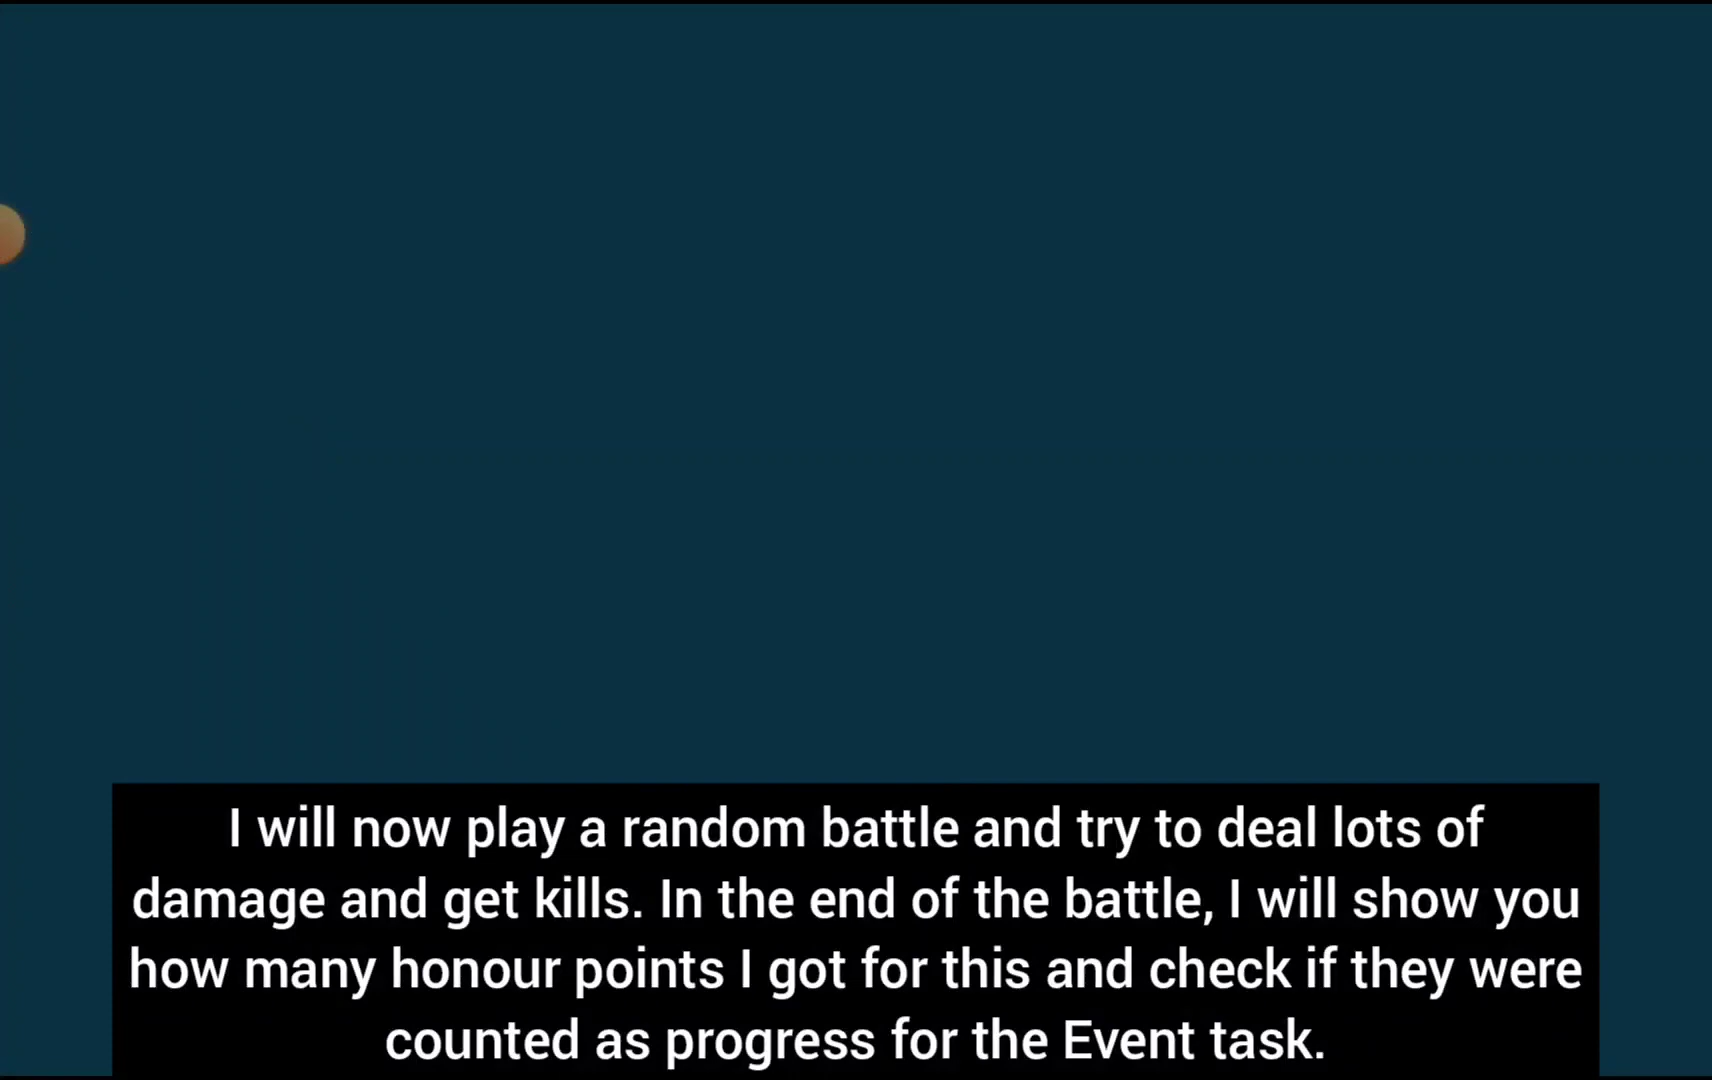 I will now play a random battle and try to deal lots of
damage and get kills. In the end of the battle, I will show you
how many honour points I got for this and check if they were
counted as progress for the Event task.